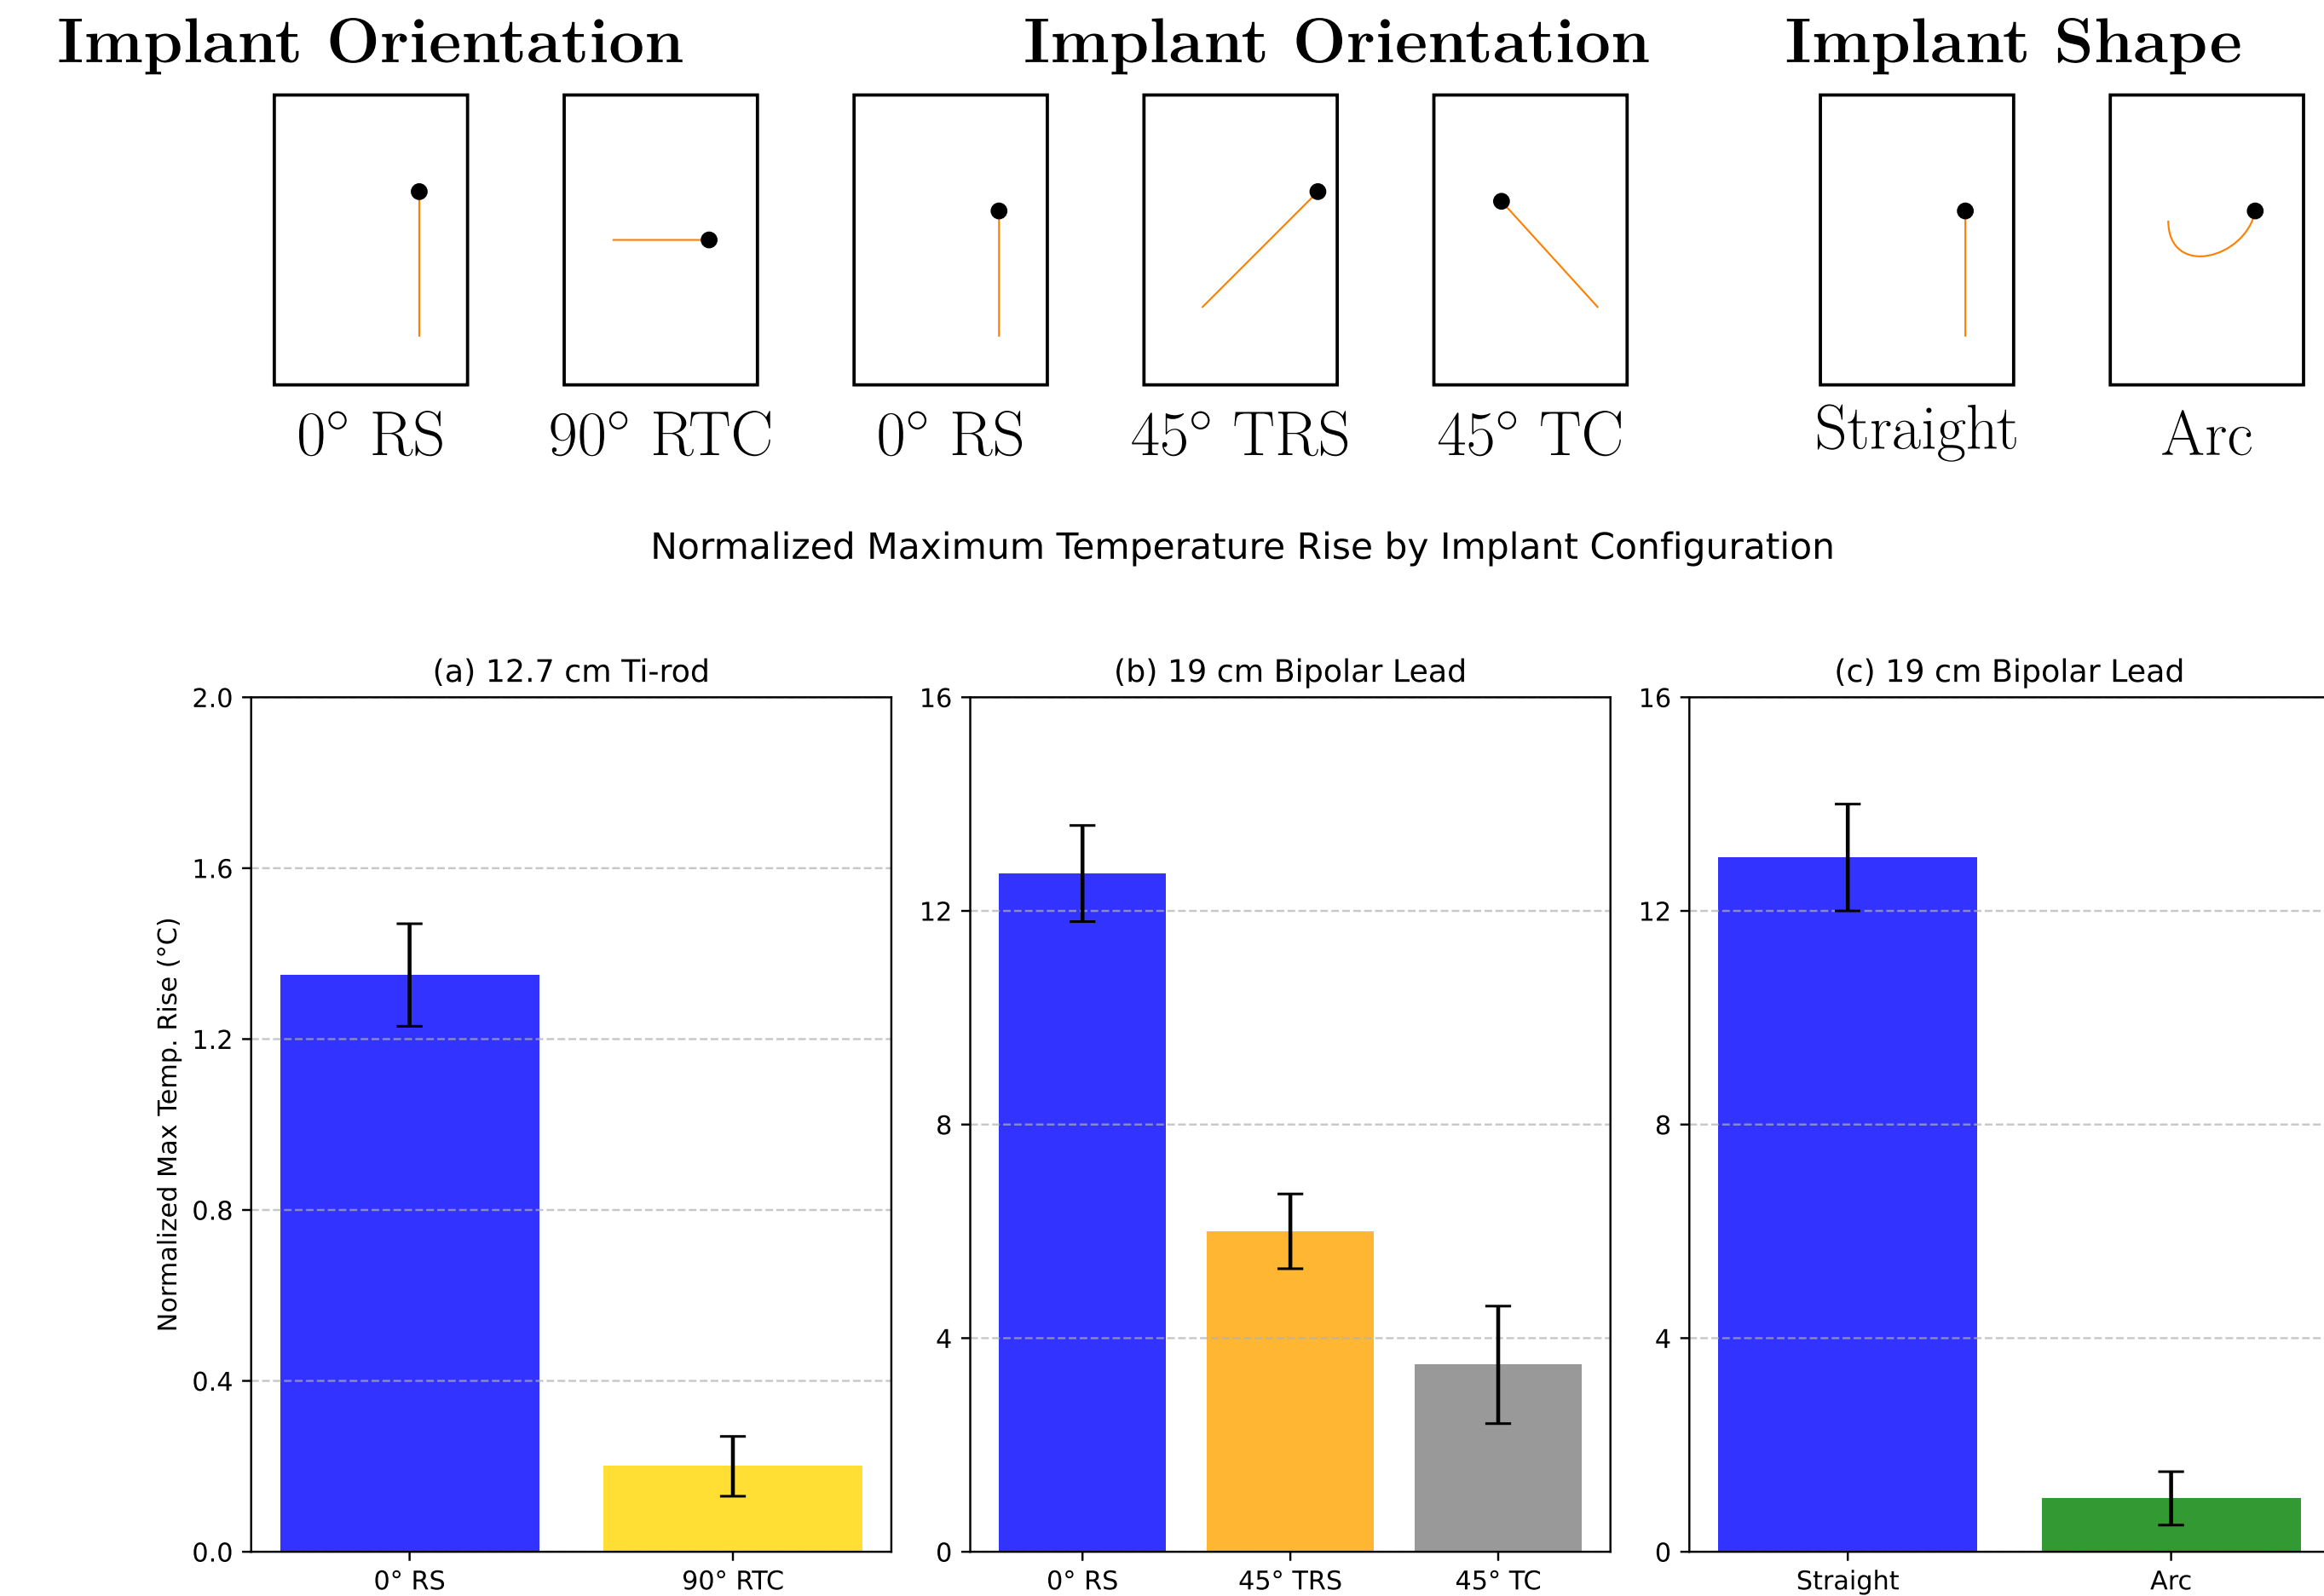 Implant Orientation
Implant Orientation
Implant Shape
0° RS
90° RTC
0° RS
45° TRS
45° TC
Straight
Arc
Normalized Maximum Temperature Rise by Implant Configuration
(a) 12.7 cm Ti-rod
Normalized Max Temp. Rise (°C)
2.0
1.6
1.2
0.8
0.4
0.0
0° RS
90° RTC
(b) 19 cm Bipolar Lead
16
12
8
4
0
0° RS
45° TRS
45° TC
(c) 19 cm Bipolar Lead
16
12
8
4
0
Straight
Arc